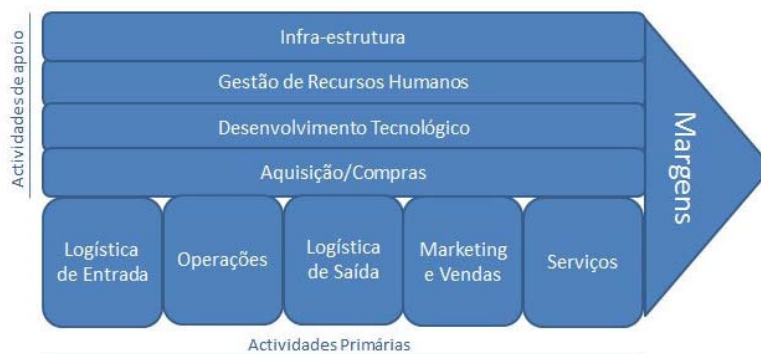 Actividades de apoio
Infra-estrutura
Gestão de Recursos Humanos
Desenvolvimento Tecnológico
Aquisição/Compras
Logística
de Entrada
Operações
Logística
de Saída
Marketing
e Vendas
Serviços
Margens
Actividades Primárias